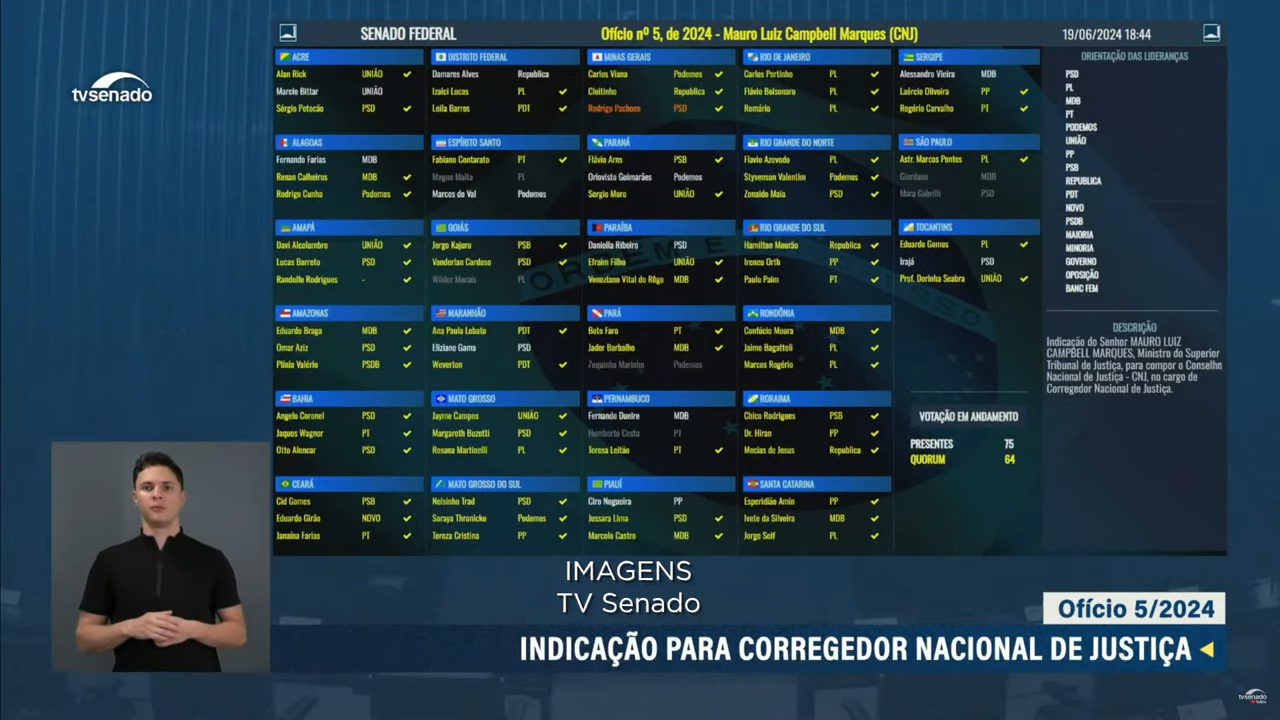 tvsenado
SENADO FEDERAL
Ofício nº 5, de 2024 - Mauro Luiz Campbell Marques (CNJ)
19/06/2024 18:44
ACRE
Alan Rick UNIÃO
Marcio Bittar UNIÃO
Sérgio Petecão PSD
ALAGOAS
Fernando Farias MDB
Renan Calheiros MDB
Rodrigo Cunha Podemos
AMAPÁ
Davi Alcolumbre UNIÃO
Lucas Barreto PSD
Randolfe Rodrigues -
AMAZONAS
Eduardo Braga MDB
Omar Aziz PSD
Plínio Valério PSDB
BAHIA
Angelo Coronel PSD
Jaques Wagner PT
Otto Alencar PSD
CEARÁ
Cid Gomes PSB
Eduardo Girão NOVO
Janaína Farias PT
DISTRITO FEDERAL
Damares Alves Republica
Izalci Lucas PL
Leila Barros PDT
ESPÍRITO SANTO
Fabiano Contarato PT
Magno Malta PL
Marcos do Val Podemos
GOIÁS
Jorge Kajuru PSB
Vanderlan Cardoso PSD
Wilder Morais PL
MARANHÃO
Ana Paula Lobato PDT
Eliziane Gama PSD
Weverton PDT
MATO GROSSO
Jayme Campos UNIÃO
Margareth Buzetti PSD
Rosana Martinelli PL
MATO GROSSO DO SUL
Nelsinho Trad PSD
Soraya Thronicke Podemos
Tereza Cristina PP
MINAS GERAIS
Carlos Viana Podemos
Cleitinho Republica
Rodrigo Pacheco PSD
PARANÁ
Flávio Arns PSB
Oriovisto Guimarães Podemos
Sergio Moro UNIÃO
PARAÍBA
Daniella Ribeiro PSD
Efraim Filho UNIÃO
Veneziano Vital do Rêgo MDB
PARÁ
Beto Faro PT
Jader Barbalho MDB
Zequinha Marinho Podemos
PERNAMBUCO
Fernando Dueire MDB
Humberto Costa PT
Teresa Leitão PT
PIAUÍ
Ciro Nogueira PP
Jussara Lima PSD
Marcelo Castro MDB
RIO DE JANEIRO
Carlos Portinho PL
Flávio Bolsonaro PL
Romário PL
RIO GRANDE DO NORTE
Flavio Azevedo PL
Styvenson Valentim Podemos
Zenaide Maia PSD
RIO GRANDE DO SUL
Hamilton Mourão Republica
Ireneu Orth PP
Paulo Paim PT
RONDÔNIA
Confúcio Moura MDB
Jaime Bagattoli PL
Marcos Rogério PL
RORAIMA
Chico Rodrigues PSB
Dr. Hiran PP
Mecias de Jesus Republica
SANTA CATARINA
Esperidião Amin PP
Ivete da Silveira MDB
Jorge Seif PL
SERGIPE
Alessandro Vieira MDB
Laércio Oliveira PP
Rogério Carvalho PT
SÃO PAULO
Astr. Marcos Pontes PL
Giordano MDB
Mara Gabrilli PSD
TOCANTINS
Eduardo Gomes PL
Irajá PSD
Prof. Dorinha Seabra UNIÃO
VOTAÇÃO EM ANDAMENTO
PRESENTES 75
QUORUM 64
ORIENTAÇÃO DAS LIDERANÇAS
PSD
PL
MDB
PT
PODEMOS
UNIÃO
PP
PSB
REPUBLICA
PDT
NOVO
PSDB
MAIORIA
MINORIA
GOVERNO
OPOSIÇÃO
BANC FEM
DESCRIÇÃO
Indicação do Senhor MAURO LUIZ
CAMPBELL MARQUES, Ministro do Superior
Tribunal de Justiça, para compor o Conselho
Nacional de Justiça - CNJ, no cargo de
Corregedor Nacional de Justiça.
IMAGENS
TV Senado
Ofício 5/2024
INDICAÇÃO PARA CORREGEDOR NACIONAL DE JUSTIÇA
tvsenado